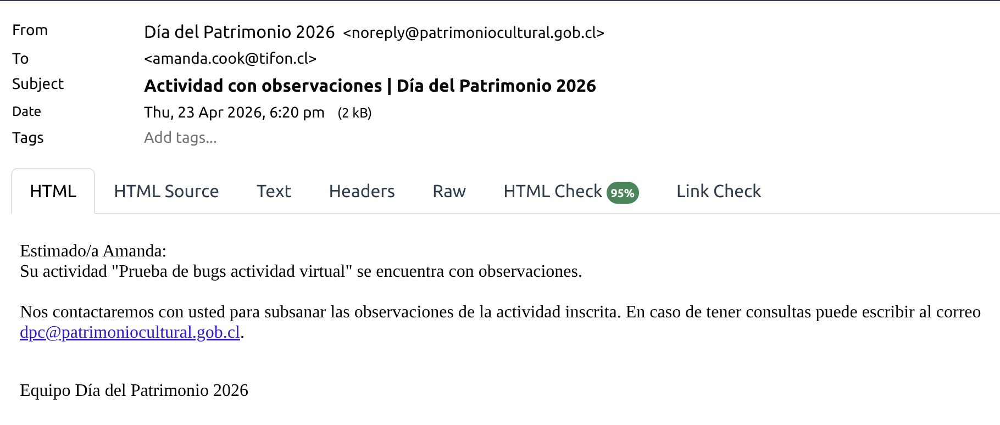 From Día del Patrimonio 2026 <noreply@patrimoniocultural.gob.cl>
To <amanda.cook@tifon.cl>
Subject Actividad con observaciones | Día del Patrimonio 2026
Date Thu, 23 Apr 2026, 6:20 pm (2 kB)
Tags Add tags...
HTML HTML Source Text Headers Raw HTML Check 95% Link Check
Estimado/a Amanda:
Su actividad "Prueba de bugs actividad virtual" se encuentra con observaciones.
Nos contactaremos con usted para subsanar las observaciones de la actividad inscrita. En caso de tener consultas puede escribir al correo
dpc@patrimoniocultural.gob.cl.
Equipo Día del Patrimonio 2026